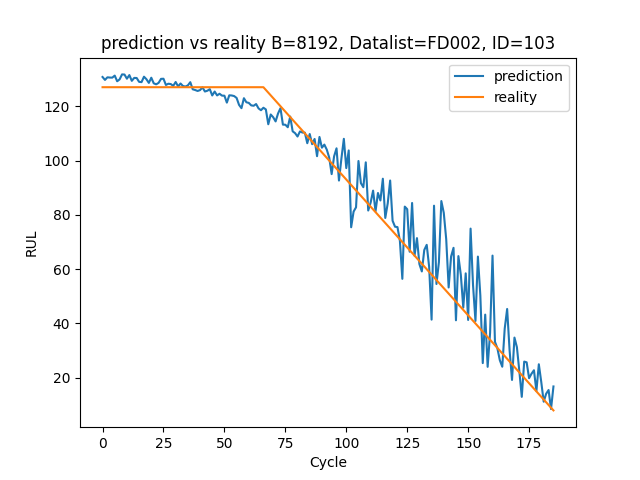 prediction vs reality B=8192, Datalist=FD002, ID=103
prediction
reality
RUL
120
100
80
60
40
20
0 25 50 75 100 125 150 175
Cycle